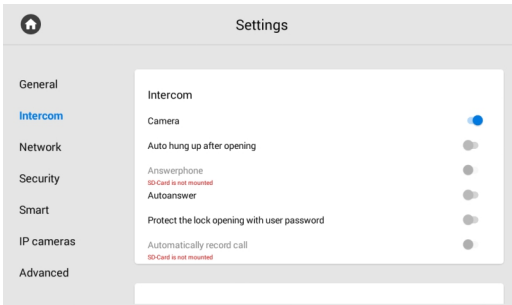 Settings
General
Intercom
Network
Security
Smart
IP cameras
Advanced
Intercom
Camera
Auto hung up after opening
Answerphone
SD-Card is not mounted
Autoanswer
Protect the lock opening with user password
Automatically record call
SD-Card is not mounted